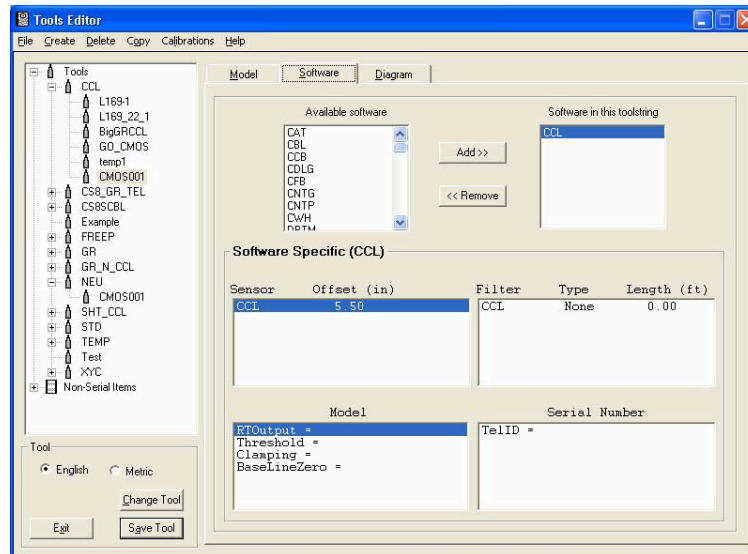 Tools Editor
File Create Delete Copy Calibrations Help
Tools
CCL
L169-1
L169_22_1
BigGRCCL
GO_CMOS
temp1
CMOS001
CS8_GR_TEL
CS8SCBL
Example
FREEP
GR
GR_N_CCL
NEU
CMOS001
SHT_CCL
STD
TEMP
Test
XYC
Non-Serial Items
Tool
English Metric
Change Tool
Exit Save Tool
Model Software Diagram
Available software
CAT
CBL
CCB
CDLG
CFB
CNTG
CNTP
CWH
Add >>
<< Remove
Software in this toolstring
CCL
Software Specific (CCL)
Sensor Offset (in)
CCL 5.50
Filter Type Length (ft)
CCL None 0.00
Model
RTOutput =
Threshold =
Clamping =
BaseLineZero =
Serial Number
TelID =